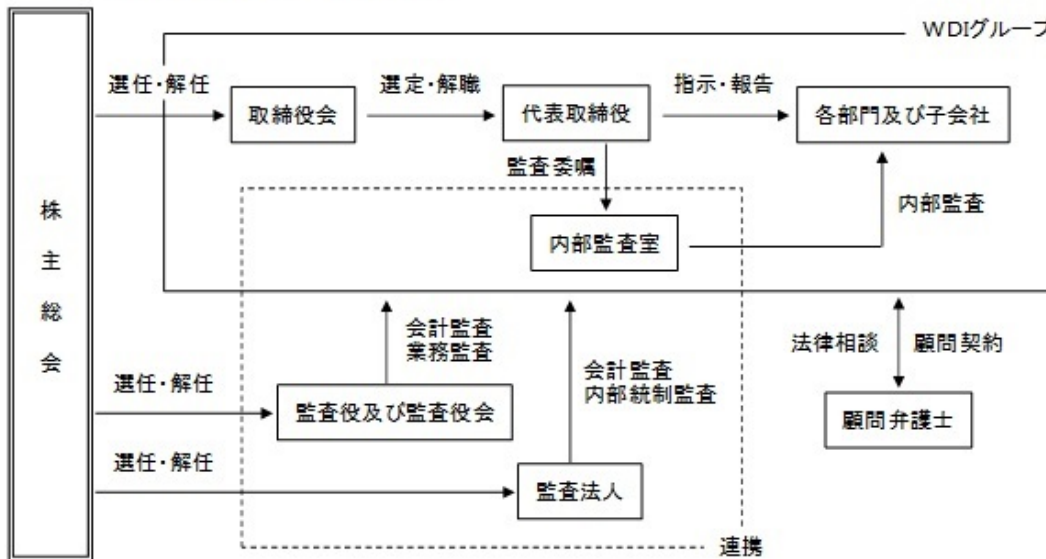 WDIグループ
選任・解任
選定・解職
指示・報告
取締役会
代表取締役
各部門及び子会社
監査委嘱
内部監査
内部監査室
株主総会
会計監査
業務監査
会計監査
内部統制監査
法律相談
顧問契約
選任・解任
監査役及び監査役会
顧問弁護士
選任・解任
監査法人
連携